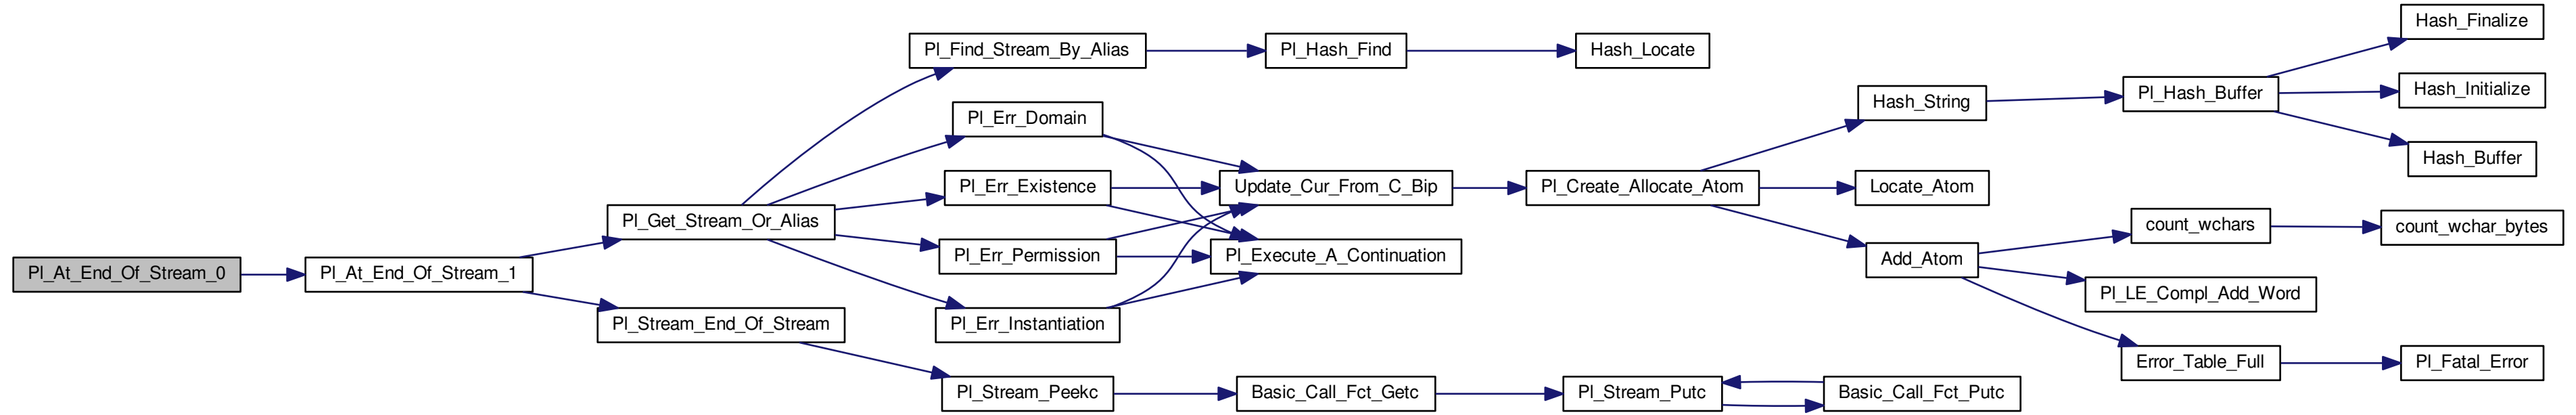 Pl_At_End_Of_Stream_0
Pl_At_End_Of_Stream_1
Pl_Get_Stream_Or_Alias
Pl_Stream_End_Of_Stream
Pl_Find_Stream_By_Alias
Pl_Err_Domain
Pl_Err_Existence
Pl_Err_Permission
Pl_Err_Instantiation
Pl_Stream_Peekc
Pl_Hash_Find
Update_Cur_From_C_Bip
Pl_Execute_A_Continuation
Basic_Call_Fct_Getc
Hash_Locate
Pl_Create_Allocate_Atom
Pl_Stream_Putc
Hash_String
Locate_Atom
Add_Atom
Basic_Call_Fct_Putc
Pl_Hash_Buffer
count_wchars
Pl_LE_Compl_Add_Word
Error_Table_Full
Hash_Finalize
Hash_Initialize
Hash_Buffer
count_wchar_bytes
Pl_Fatal_Error